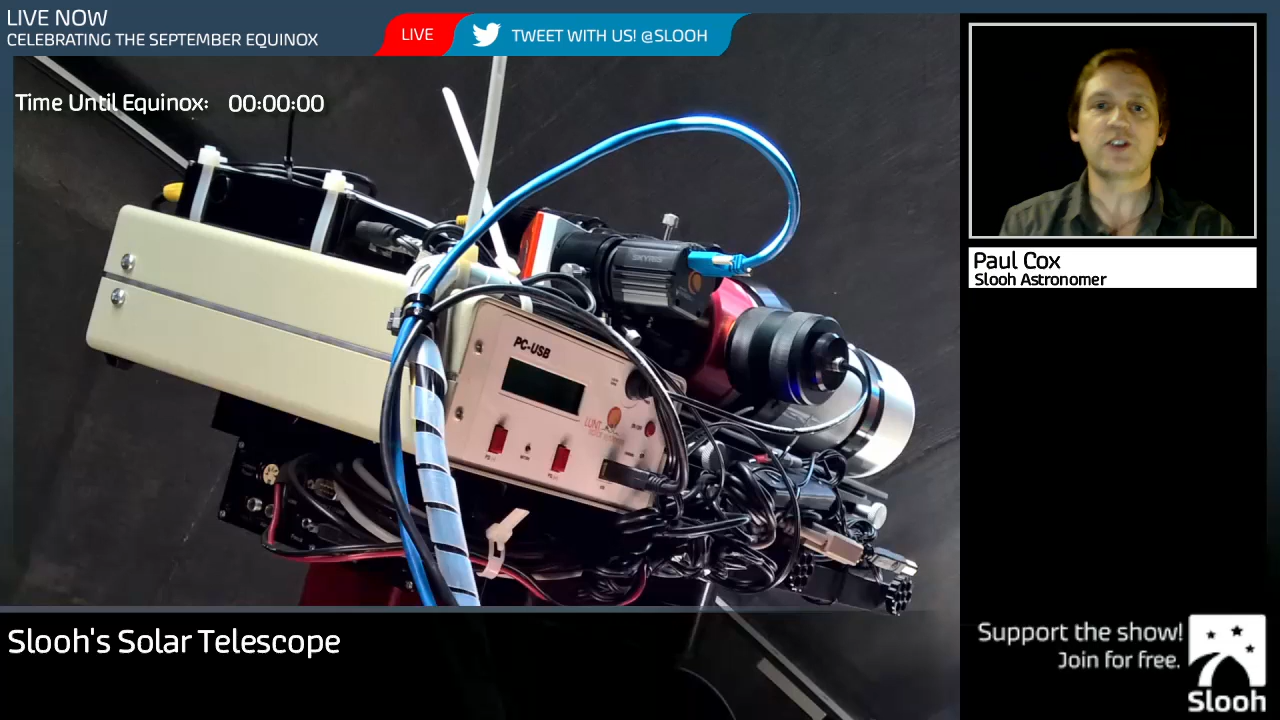 LIVE NOW
CELEBRATING THE SEPTEMBER EQUINOX
LIVE
TWEET WITH US! @SLOOH
Time Until Equinox: 00:00:00
SKYRIS
PC-USB
LUNT
Paul Cox
Slooh Astronomer
Slooh's Solar Telescope
Support the show!
Join for free.
Slooh